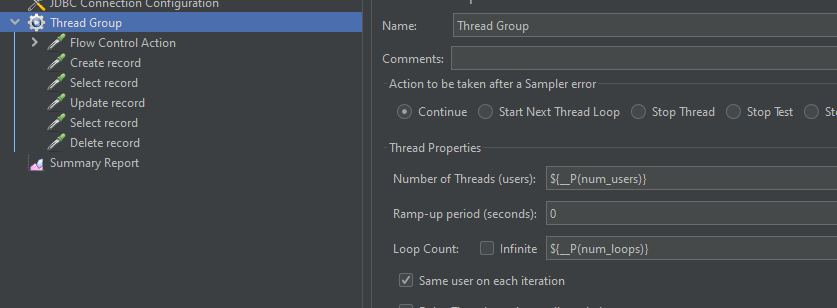 JDBC Connection Configuration
Thread Group
Flow Control Action
Create record
Select record
Update record
Select record
Delete record
Summary Report
Name: Thread Group
Comments:
Action to be taken after a Sampler error
Continue Start Next Thread Loop Stop Thread Stop Test
Thread Properties
Number of Threads (users): ${__P(num_users)}
Ramp-up period (seconds): 0
Loop Count: Infinite ${__P(num_loops)}
Same user on each iteration